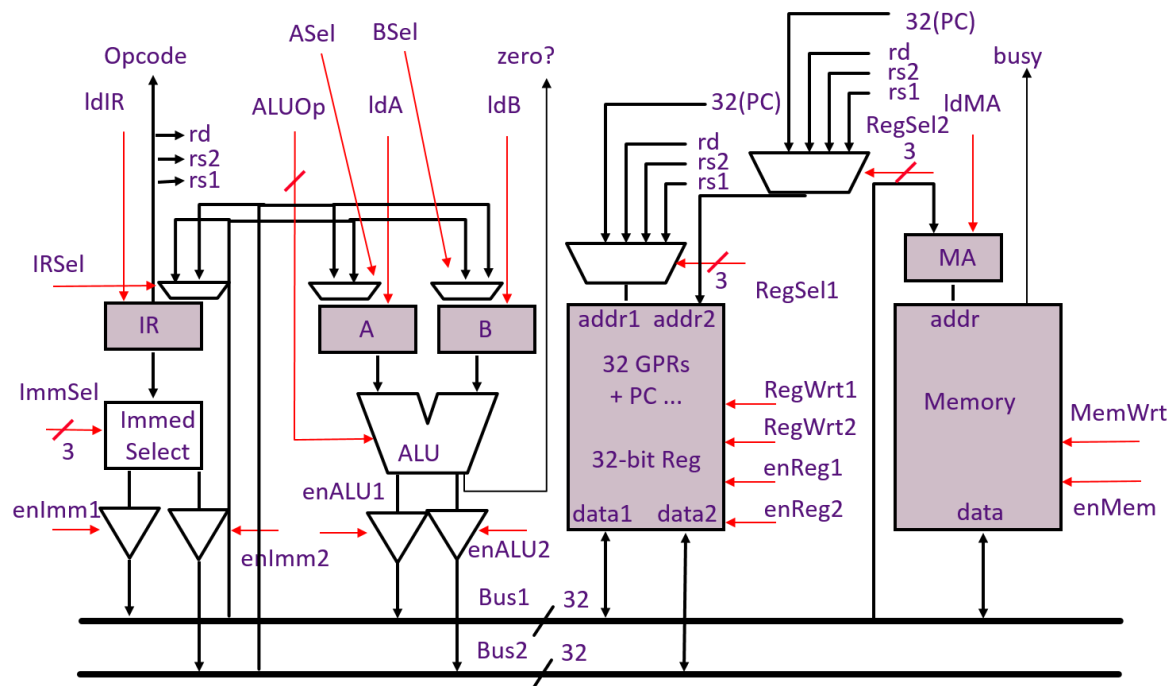 32(PC)
ASel
BSel
Opcode
zero?
rd
busy
rs2
rs1
ldIR
ALUOp
ldA
ldB
32(PC)
ldMA
RegSel2
3
rd
rs2
rs1
rd
rs2
rs1
IRSel
MA
3
RegSel1
IR
A
B
addr1 addr2
addr
32 GPRs
+ PC ...
ImmSel
3
Immed
Select
RegWrt1
Memory
MemWrt
RegWrt2
ALU
32-bit Reg
enALU1
enReg1
enImm1
enReg2
enMem
data1 data2
data
enImm2
enALU2
Bus1
32
Bus2
32